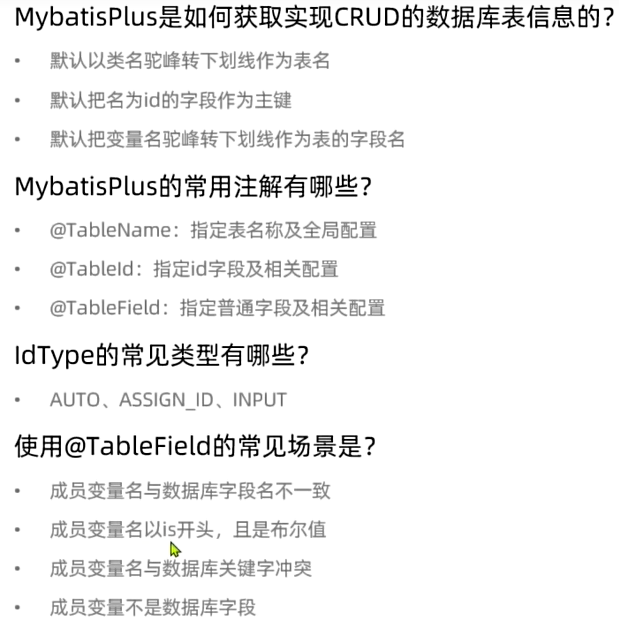 MybatisPlus是如何获取实现CRUD的数据库表信息的？
• 默认以类名驼峰转下划线作为表名
• 默认把名为id的字段作为主键
• 默认把变量名驼峰转下划线作为表的字段名
MybatisPlus的常用注解有哪些？
• @TableName：指定表名称及全局配置
• @TableId：指定id字段及相关配置
• @TableField：指定普通字段及相关配置
IdType的常见类型有哪些？
• AUTO、ASSIGN_ID、INPUT
使用@TableField的常见场景是？
• 成员变量名与数据库字段名不一致
• 成员变量名以is开头，且是布尔值
• 成员变量名与数据库关键字冲突
• 成员变量不是数据库字段